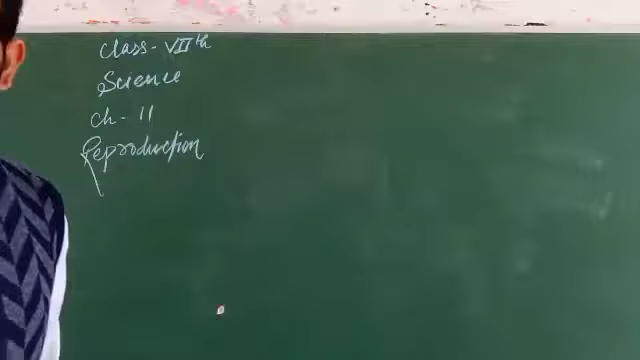 Class - VIIth
Science
Ch - 11
Reproduction